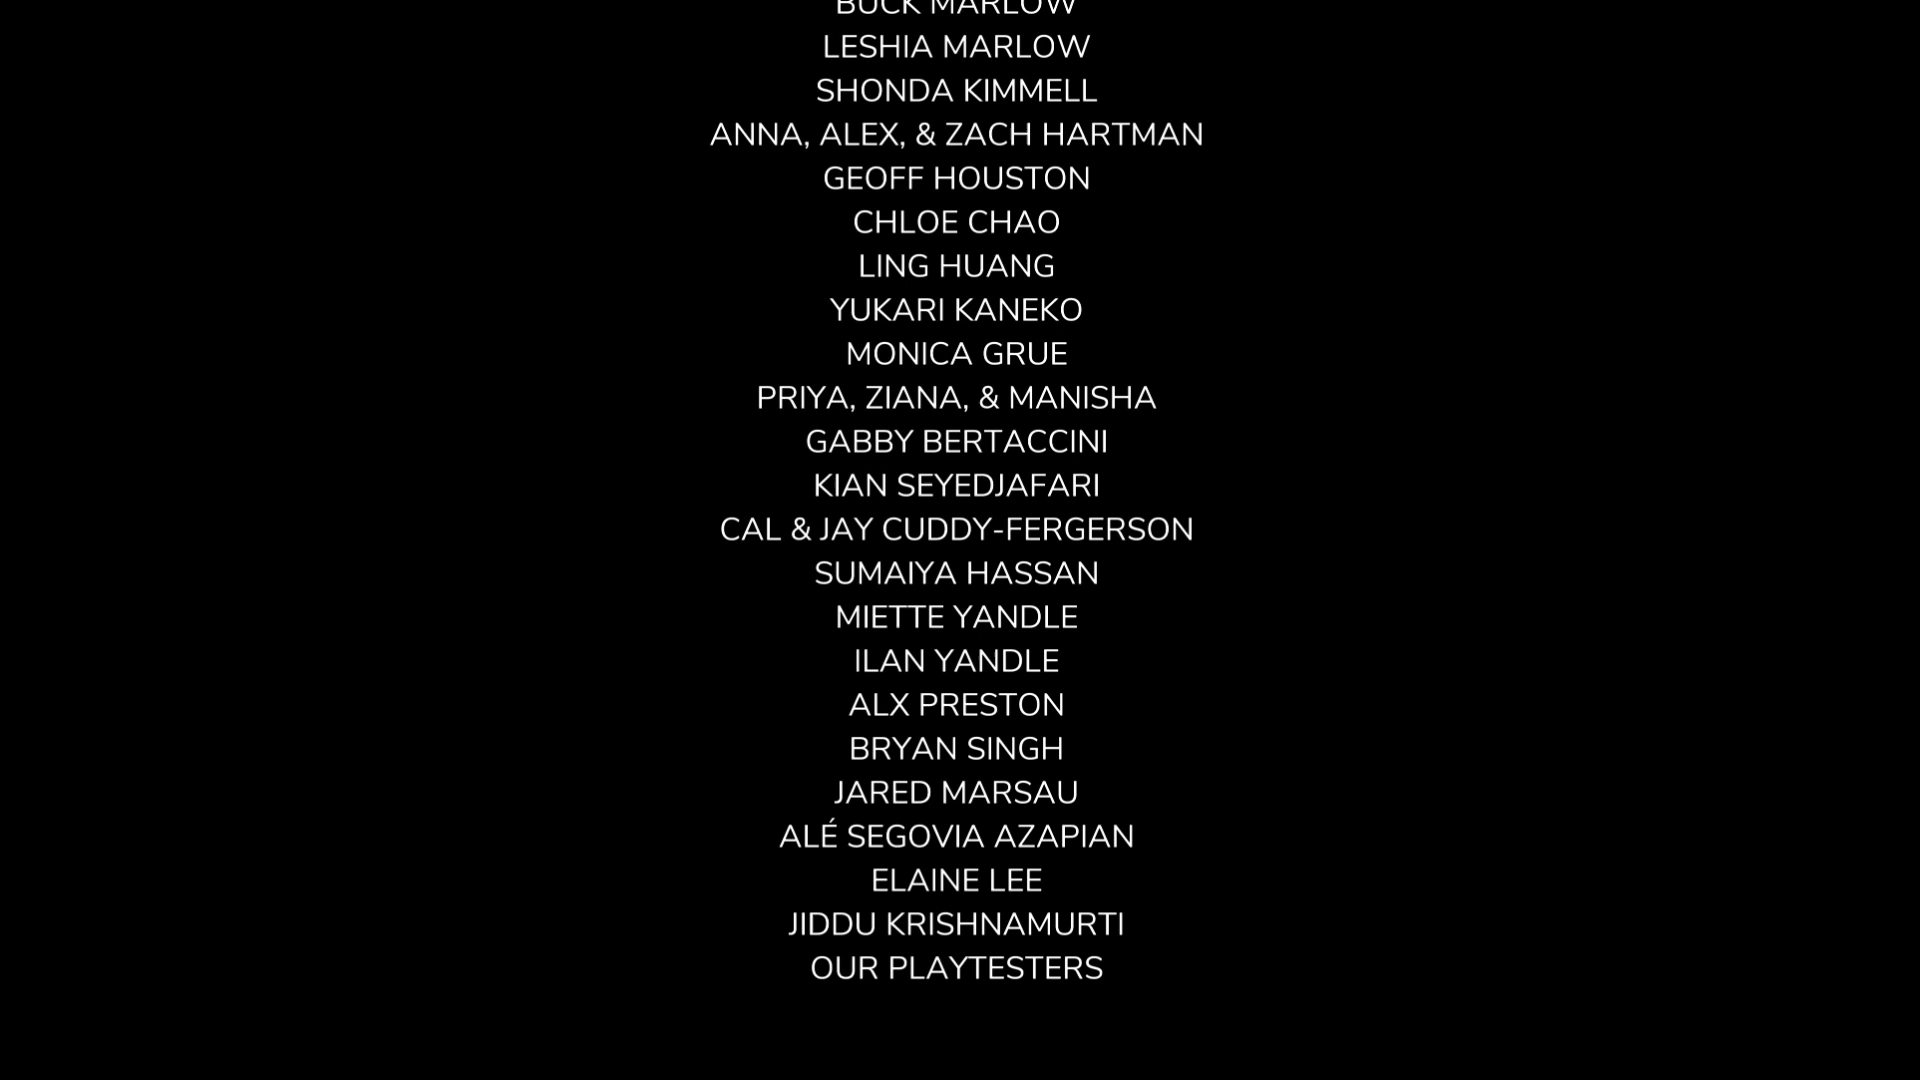 BUCK MARLOW
LESHIA MARLOW
SHONDA KIMMELL
ANNA, ALEX, & ZACH HARTMAN
GEOFF HOUSTON
CHLOE CHAO
LING HUANG
YUKARI KANEKO
MONICA GRUE
PRIYA, ZIANA, & MANISHA
GABBY BERTACCINI
KIAN SEYEDJAFARI
CAL & JAY CUDDY-FERGERSON
SUMAIYA HASSAN
MIETTE YANDLE
ILAN YANDLE
ALX PRESTON
BRYAN SINGH
JARED MARSAU
ALÉ SEGOVIA AZAPIAN
ELAINE LEE
JIDDU KRISHNAMURTI
OUR PLAYTESTERS